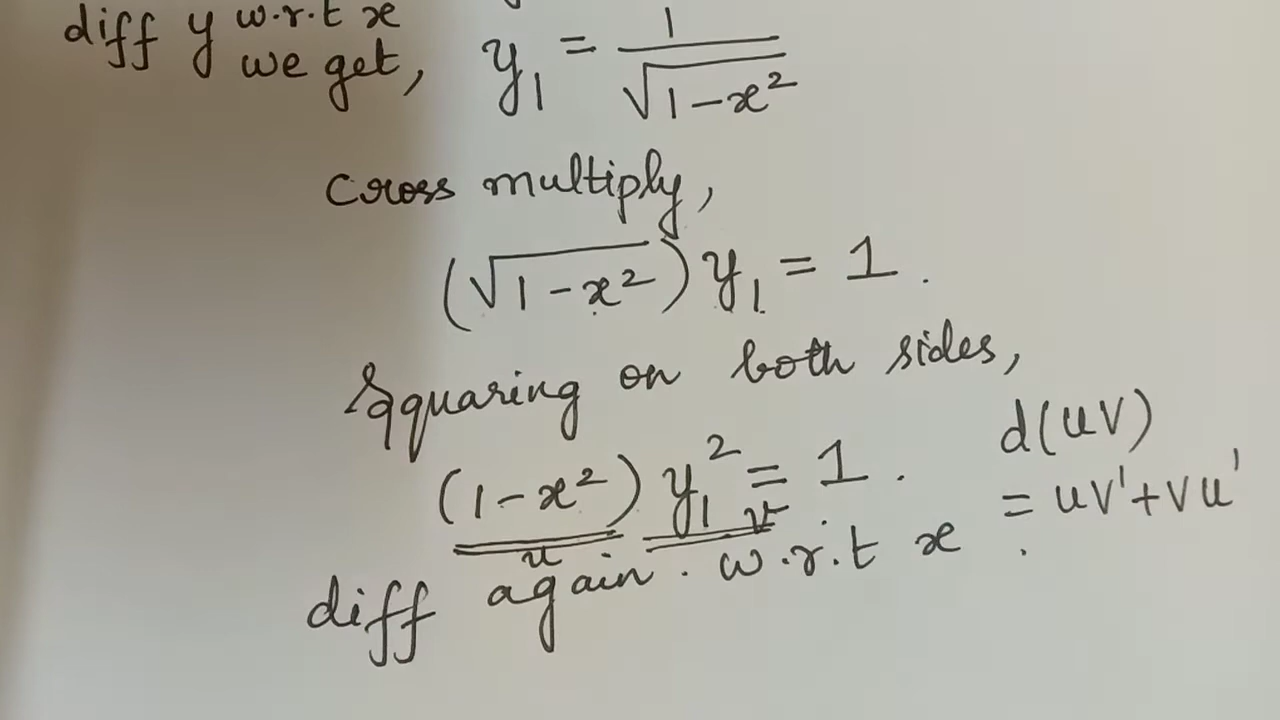 diff y w.r.t x
we get, y₁ = 1/√(1-x²)
cross multiply,
(√(1-x²)) y₁ = 1.
Squaring on both sides,
(1-x²) y₁² = 1.
u v
d(uv)
= uv' + vu'
diff again. w.r.t x